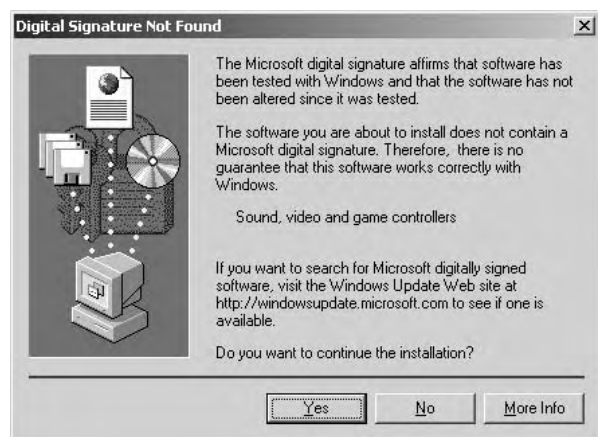 Digital Signature Not Found
The Microsoft digital signature affirms that software has
been tested with Windows and that the software has not
been altered since it was tested.
The software you are about to install does not contain a
Microsoft digital signature. Therefore, there is no
guarantee that this software works correctly with
Windows.
Sound, video and game controllers
If you want to search for Microsoft digitally signed
software, visit the Windows Update Web site at
http://windowsupdate.microsoft.com to see if one is
available.
Do you want to continue the installation?
Yes
No
More Info